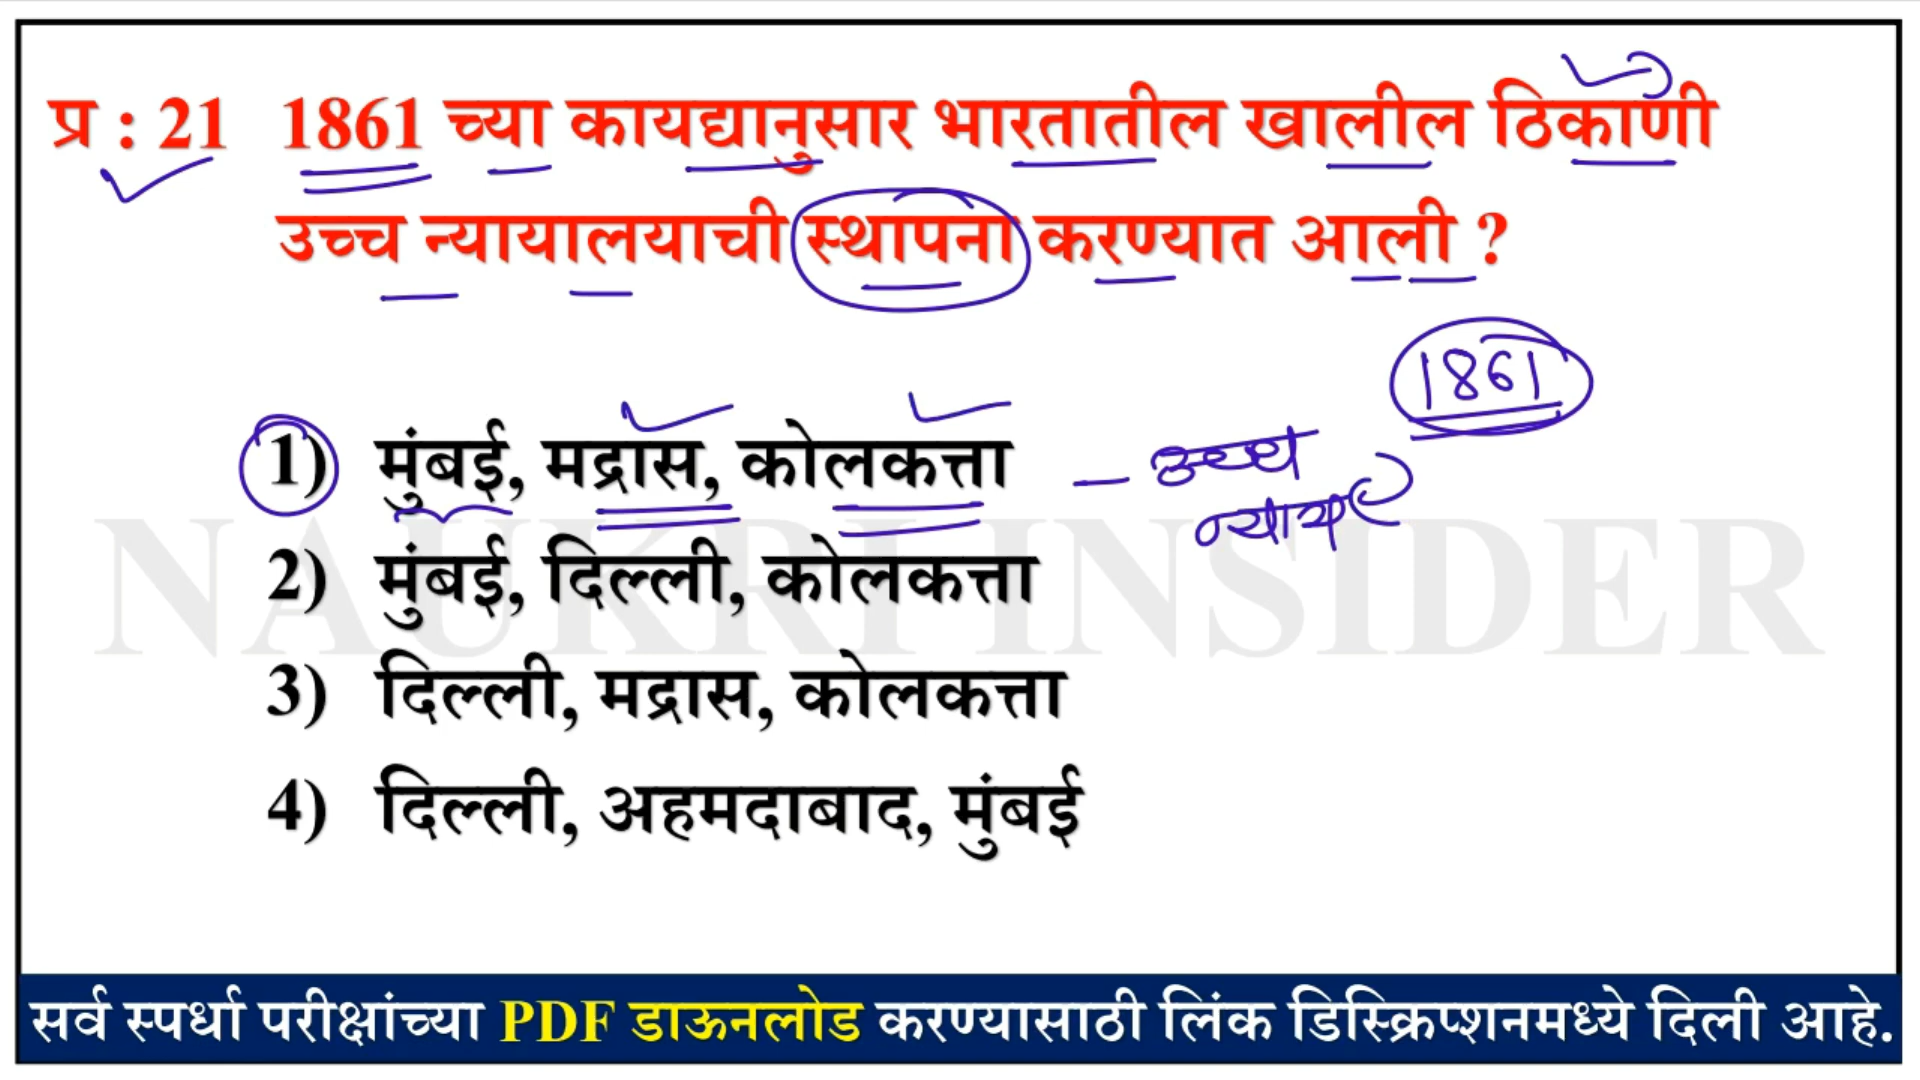 प्र : 21 1861 च्या कायद्यानुसार भारतातील खालील ठिकाणी
उच्च न्यायालयाची स्थापना करण्यात आली ?
1861
1) मुंबई, मद्रास, कोलकत्ता - उच्च
न्याया
2) मुंबई, दिल्ली, कोलकत्ता
NAUKRI INSIDER
3) दिल्ली, मद्रास, कोलकत्ता
4) दिल्ली, अहमदाबाद, मुंबई
सर्व स्पर्धा परीक्षांच्या PDF डाऊनलोड करण्यासाठी लिंक डिस्क्रिप्शनमध्ये दिली आहे.